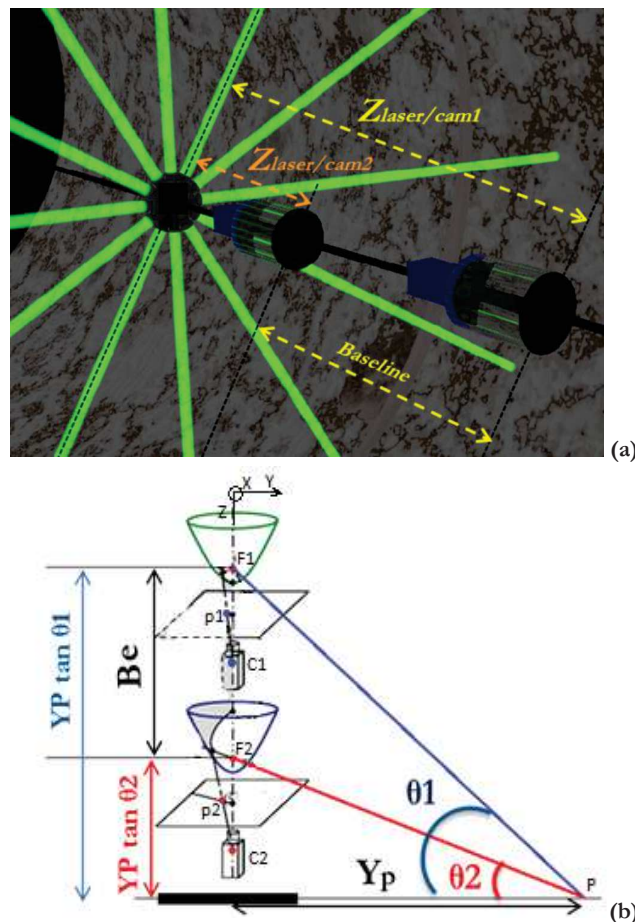 Zlaser/cam1
Zlaser/cam2
Baseline
(a)
X Y
Z
F1
p1
C1
YP tan θ1
Be
F2
p2
C2
YP tan θ2
θ1
θ2
Yp
P
(b)